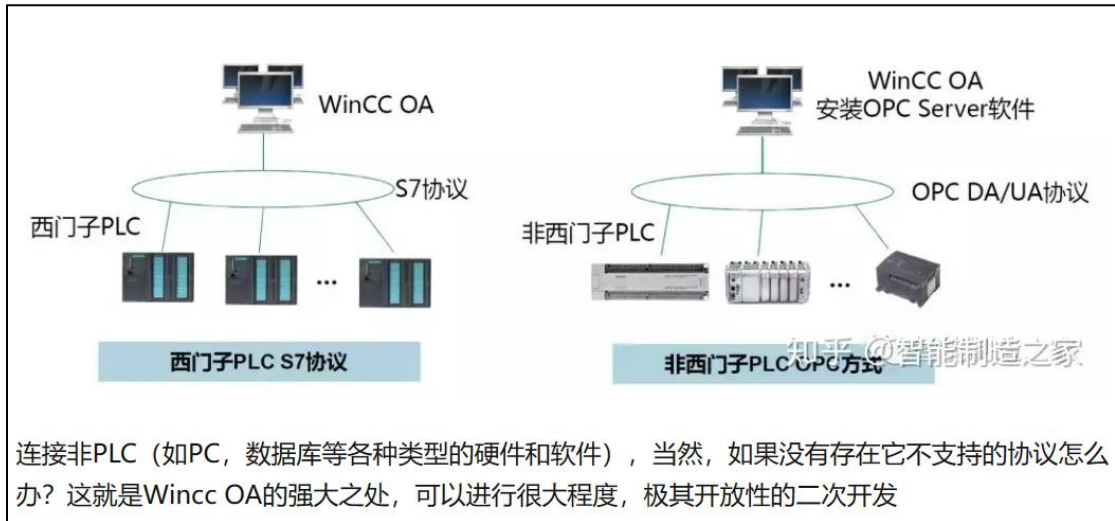 WinCC OA
S7协议
西门子PLC
...
西门子PLC S7协议
WinCC OA
安装OPC Server软件
OPC DA/UA协议
非西门子PLC
...
非西门子PLC OPC方式
知乎 @智能制造之家
连接非PLC（如PC，数据库等各种类型的硬件和软件），当然，如果没有存在它不支持的协议怎么
办？这就是Wincc OA的强大之处，可以进行很大程度，极其开放性的二次开发